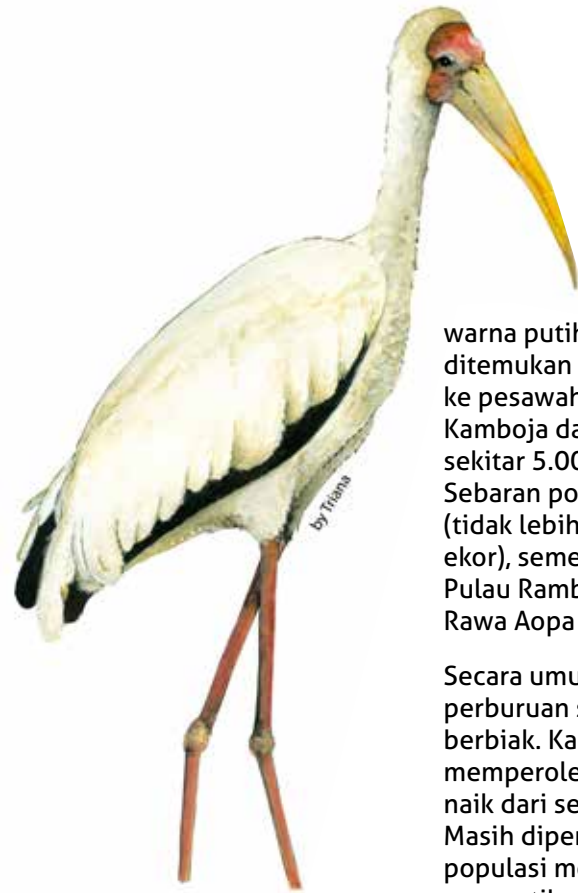 by Triana
warna putih
ditemukan
ke pesawah
Kamboja da
sekitar 5.00
Sebaran po
(tidak lebih
ekor), seme
Pulau Ramb
Rawa Aopa
Secara umu
perburuan s
berbiak. Ka
memperole
naik dari se
Masih diper
populasi me